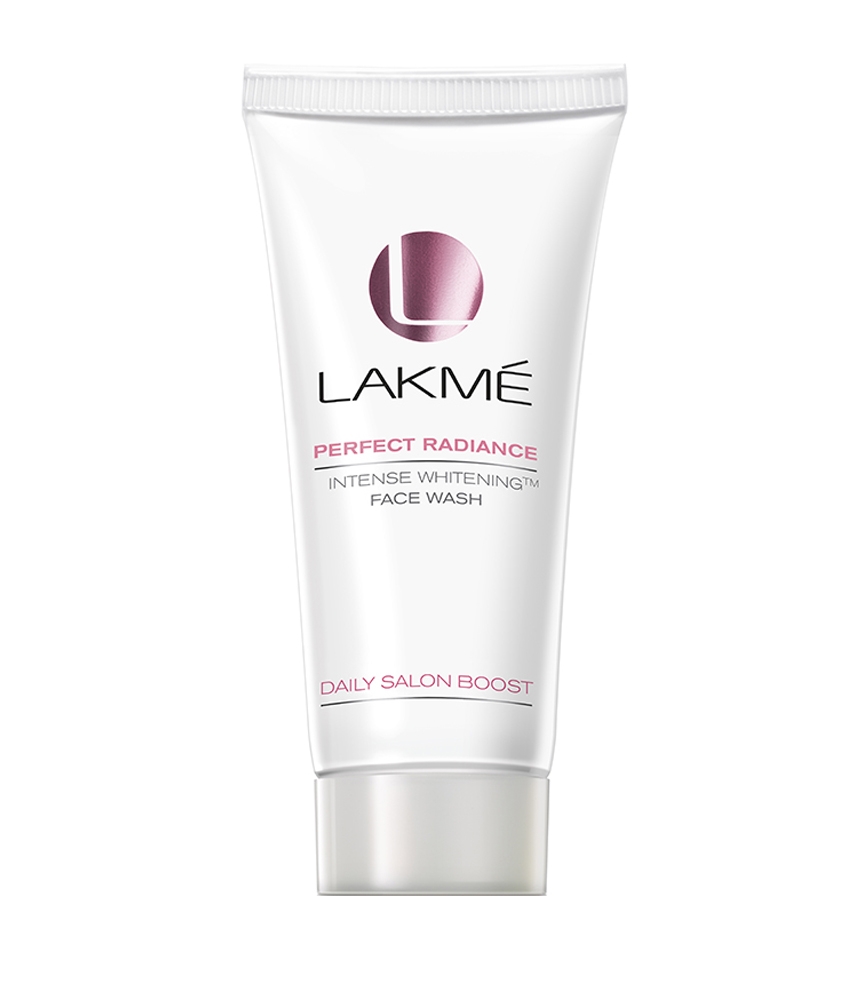 L
LAKMÉ
PERFECT RADIANCE
INTENSE WHITENING™
FACE WASH
DAILY SALON BOOST